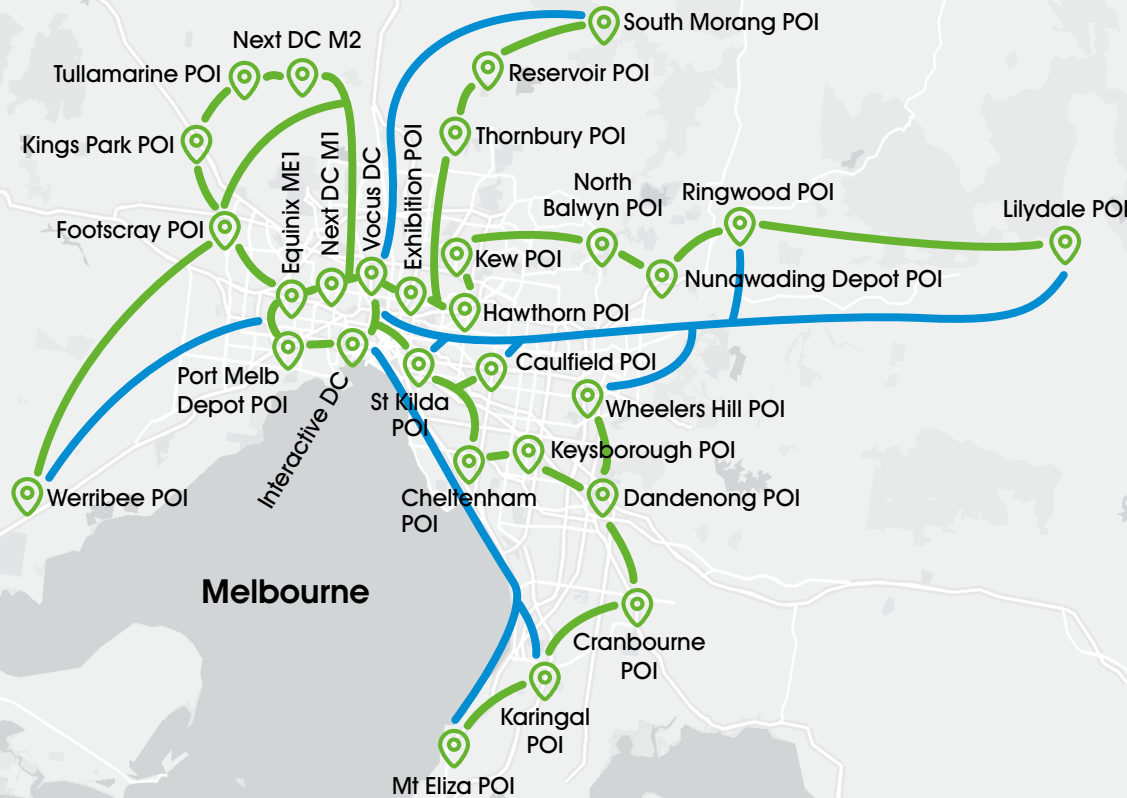 South Morang POI
Next DC M2
Tullamarine POI
Reservoir POI
Kings Park POI
Thornbury POI
Equinix ME1
Next DC M1
Vocus DC
Exhibition POI
North
Balwyn POI
Ringwood POI
Lilydale POI
Footscray POI
Kew POI
Nunawading Depot POI
Hawthorn POI
Port Melb
Depot POI
Interactive DC
St Kilda
POI
Caulfield POI
Wheelers Hill POI
Keysborough POI
Werribee POI
Cheltenham
POI
Dandenong POI
Melbourne
Cranbourne
POI
Karingal
POI
Mt Eliza POI